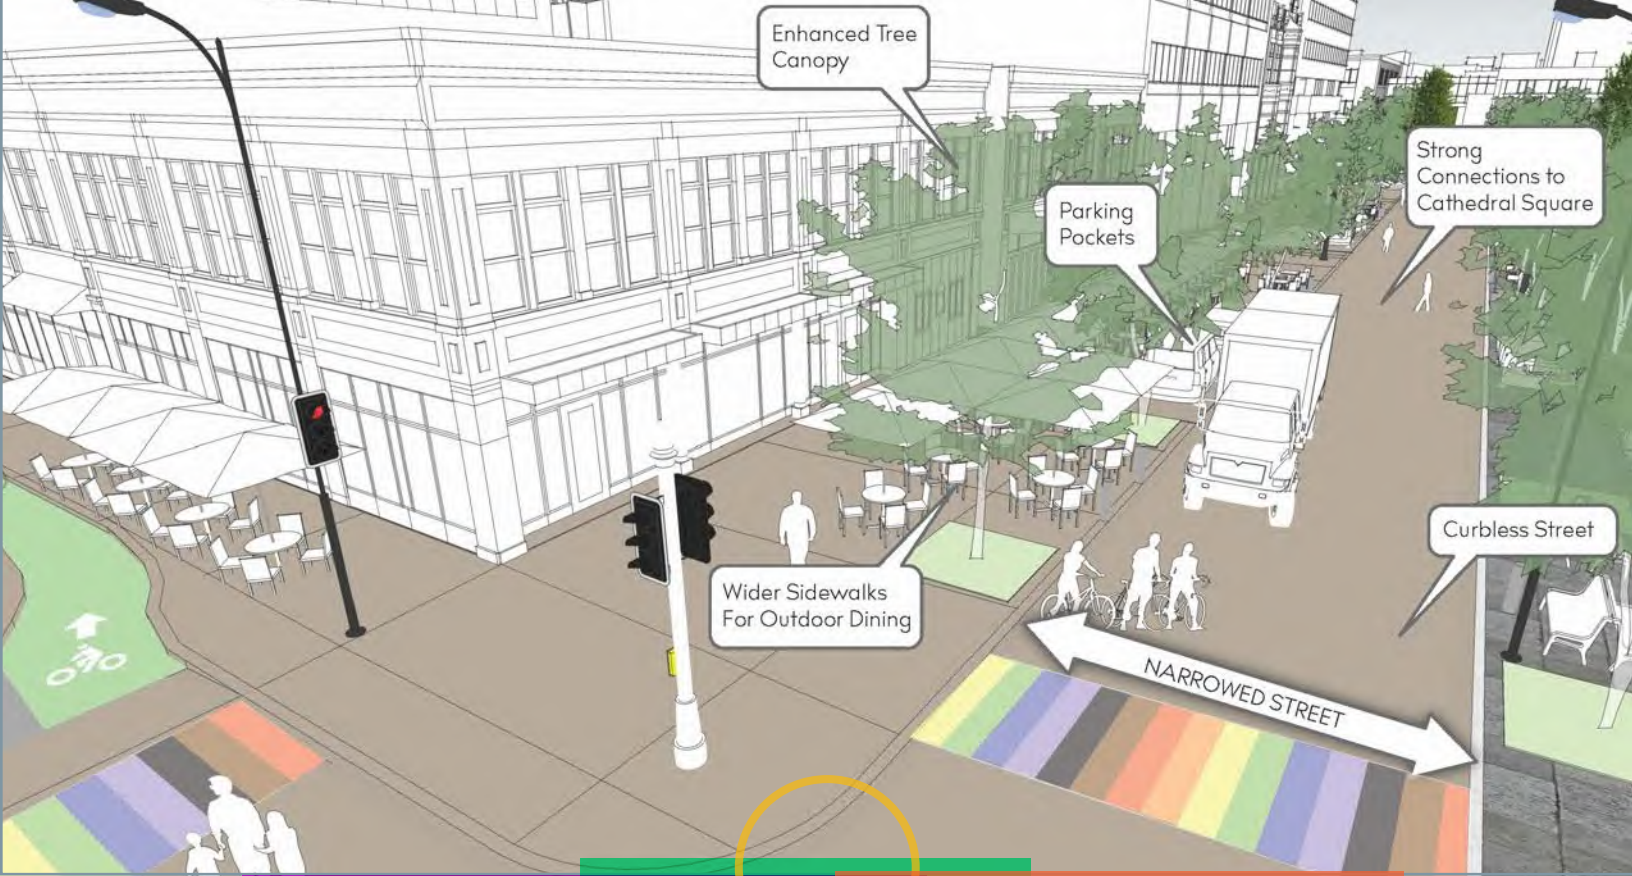 Enhanced Tree
Canopy
Strong
Connections to
Cathedral Square
Parking
Pockets
Curbless Street
Wider Sidewalks
For Outdoor Dining
NARROWED STREET